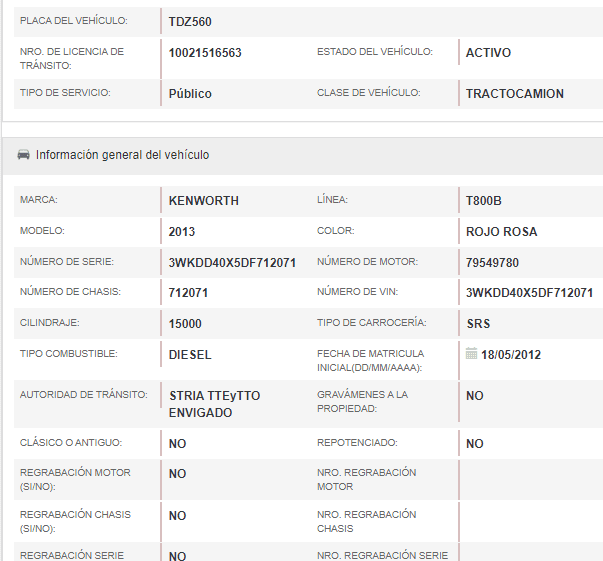 PLACA DEL VEHÍCULO: TDZ560
NRO. DE LICENCIA DE TRÁNSITO: 10021516563 ESTADO DEL VEHÍCULO: ACTIVO
TIPO DE SERVICIO: Público CLASE DE VEHÍCULO: TRACTOCAMION
Información general del vehículo
MARCA: KENWORTH LÍNEA: T800B
MODELO: 2013 COLOR: ROJO ROSA
NÚMERO DE SERIE: 3WKDD40X5DF712071 NÚMERO DE MOTOR: 79549780
NÚMERO DE CHASIS: 712071 NÚMERO DE VIN: 3WKDD40X5DF712071
CILINDRAJE: 15000 TIPO DE CARROCERÍA: SRS
TIPO COMBUSTIBLE: DIESEL FECHA DE MATRICULA INICIAL(DD/MM/AAAA): 18/05/2012
AUTORIDAD DE TRÁNSITO: STRIA TTEyTTO ENVIGADO GRAVÁMENES A LA PROPIEDAD: NO
CLÁSICO O ANTIGUO: NO REPOTENCIADO: NO
REGRABACIÓN MOTOR (SI/NO): NO NRO. REGRABACIÓN MOTOR
REGRABACIÓN CHASIS (SI/NO): NO NRO. REGRABACIÓN CHASIS
REGRABACIÓN SERIE NO NRO. REGRABACIÓN SERIE